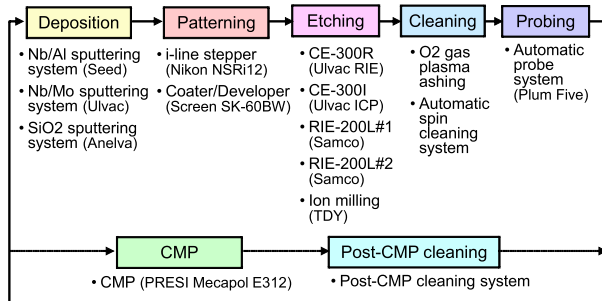 Deposition
Patterning
Etching
Cleaning
Probing
• Nb/Al sputtering
system (Seed)
• Nb/Mo sputtering
system (Ulvac)
• SiO2 sputtering
system (Anelva)
• i-line stepper
(Nikon NSRi12)
• Coater/Developer
(Screen SK-60BW)
• CE-300R
(Ulvac RIE)
• CE-300I
(Ulvac ICP)
• RIE-200L#1
(Samco)
• RIE-200L#2
(Samco)
• Ion milling
(TDY)
• O2 gas
plasma
ashing
• Automatic
spin
cleaning
system
• Automatic
probe
system
(Plum Five)
CMP
Post-CMP cleaning
• CMP (PRESI Mecapol E312)
• Post-CMP cleaning system